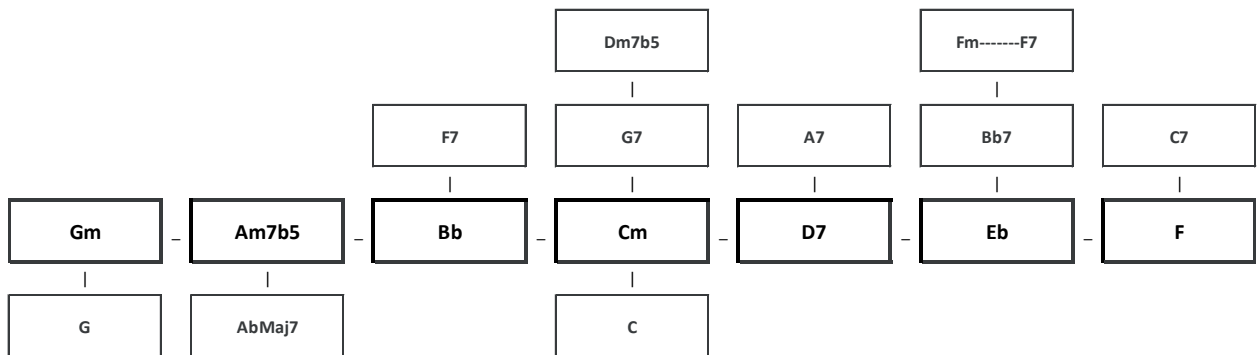 Dm7b5 Fm-------F7
| |
F7 G7 A7 Bb7 C7
| | | | |
Gm – Am7b5 – Bb – Cm – D7 – Eb – F
| | |
G AbMaj7 C